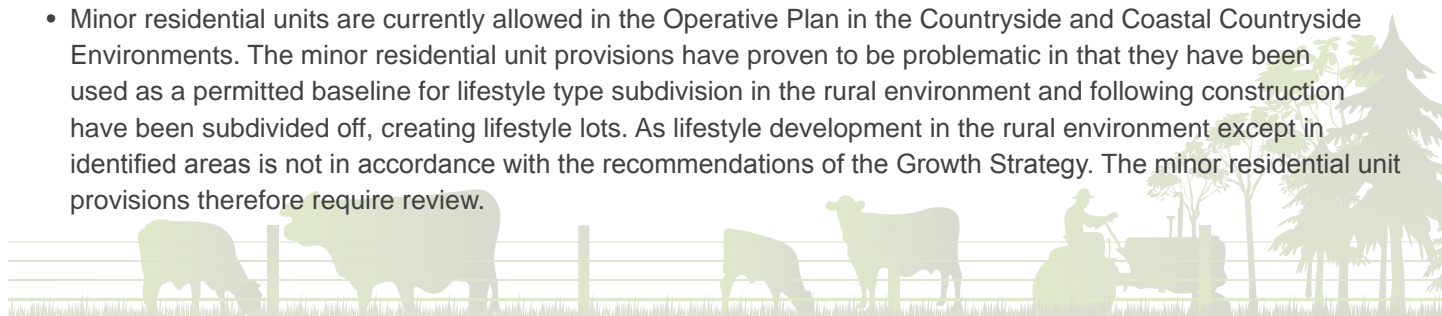 • Minor residential units are currently allowed in the Operative Plan in the Countryside and Coastal Countryside
Environments. The minor residential unit provisions have proven to be problematic in that they have been
used as a permitted baseline for lifestyle type subdivision in the rural environment and following construction
have been subdivided off, creating lifestyle lots. As lifestyle development in the rural environment except in
identified areas is not in accordance with the recommendations of the Growth Strategy. The minor residential unit
provisions therefore require review.